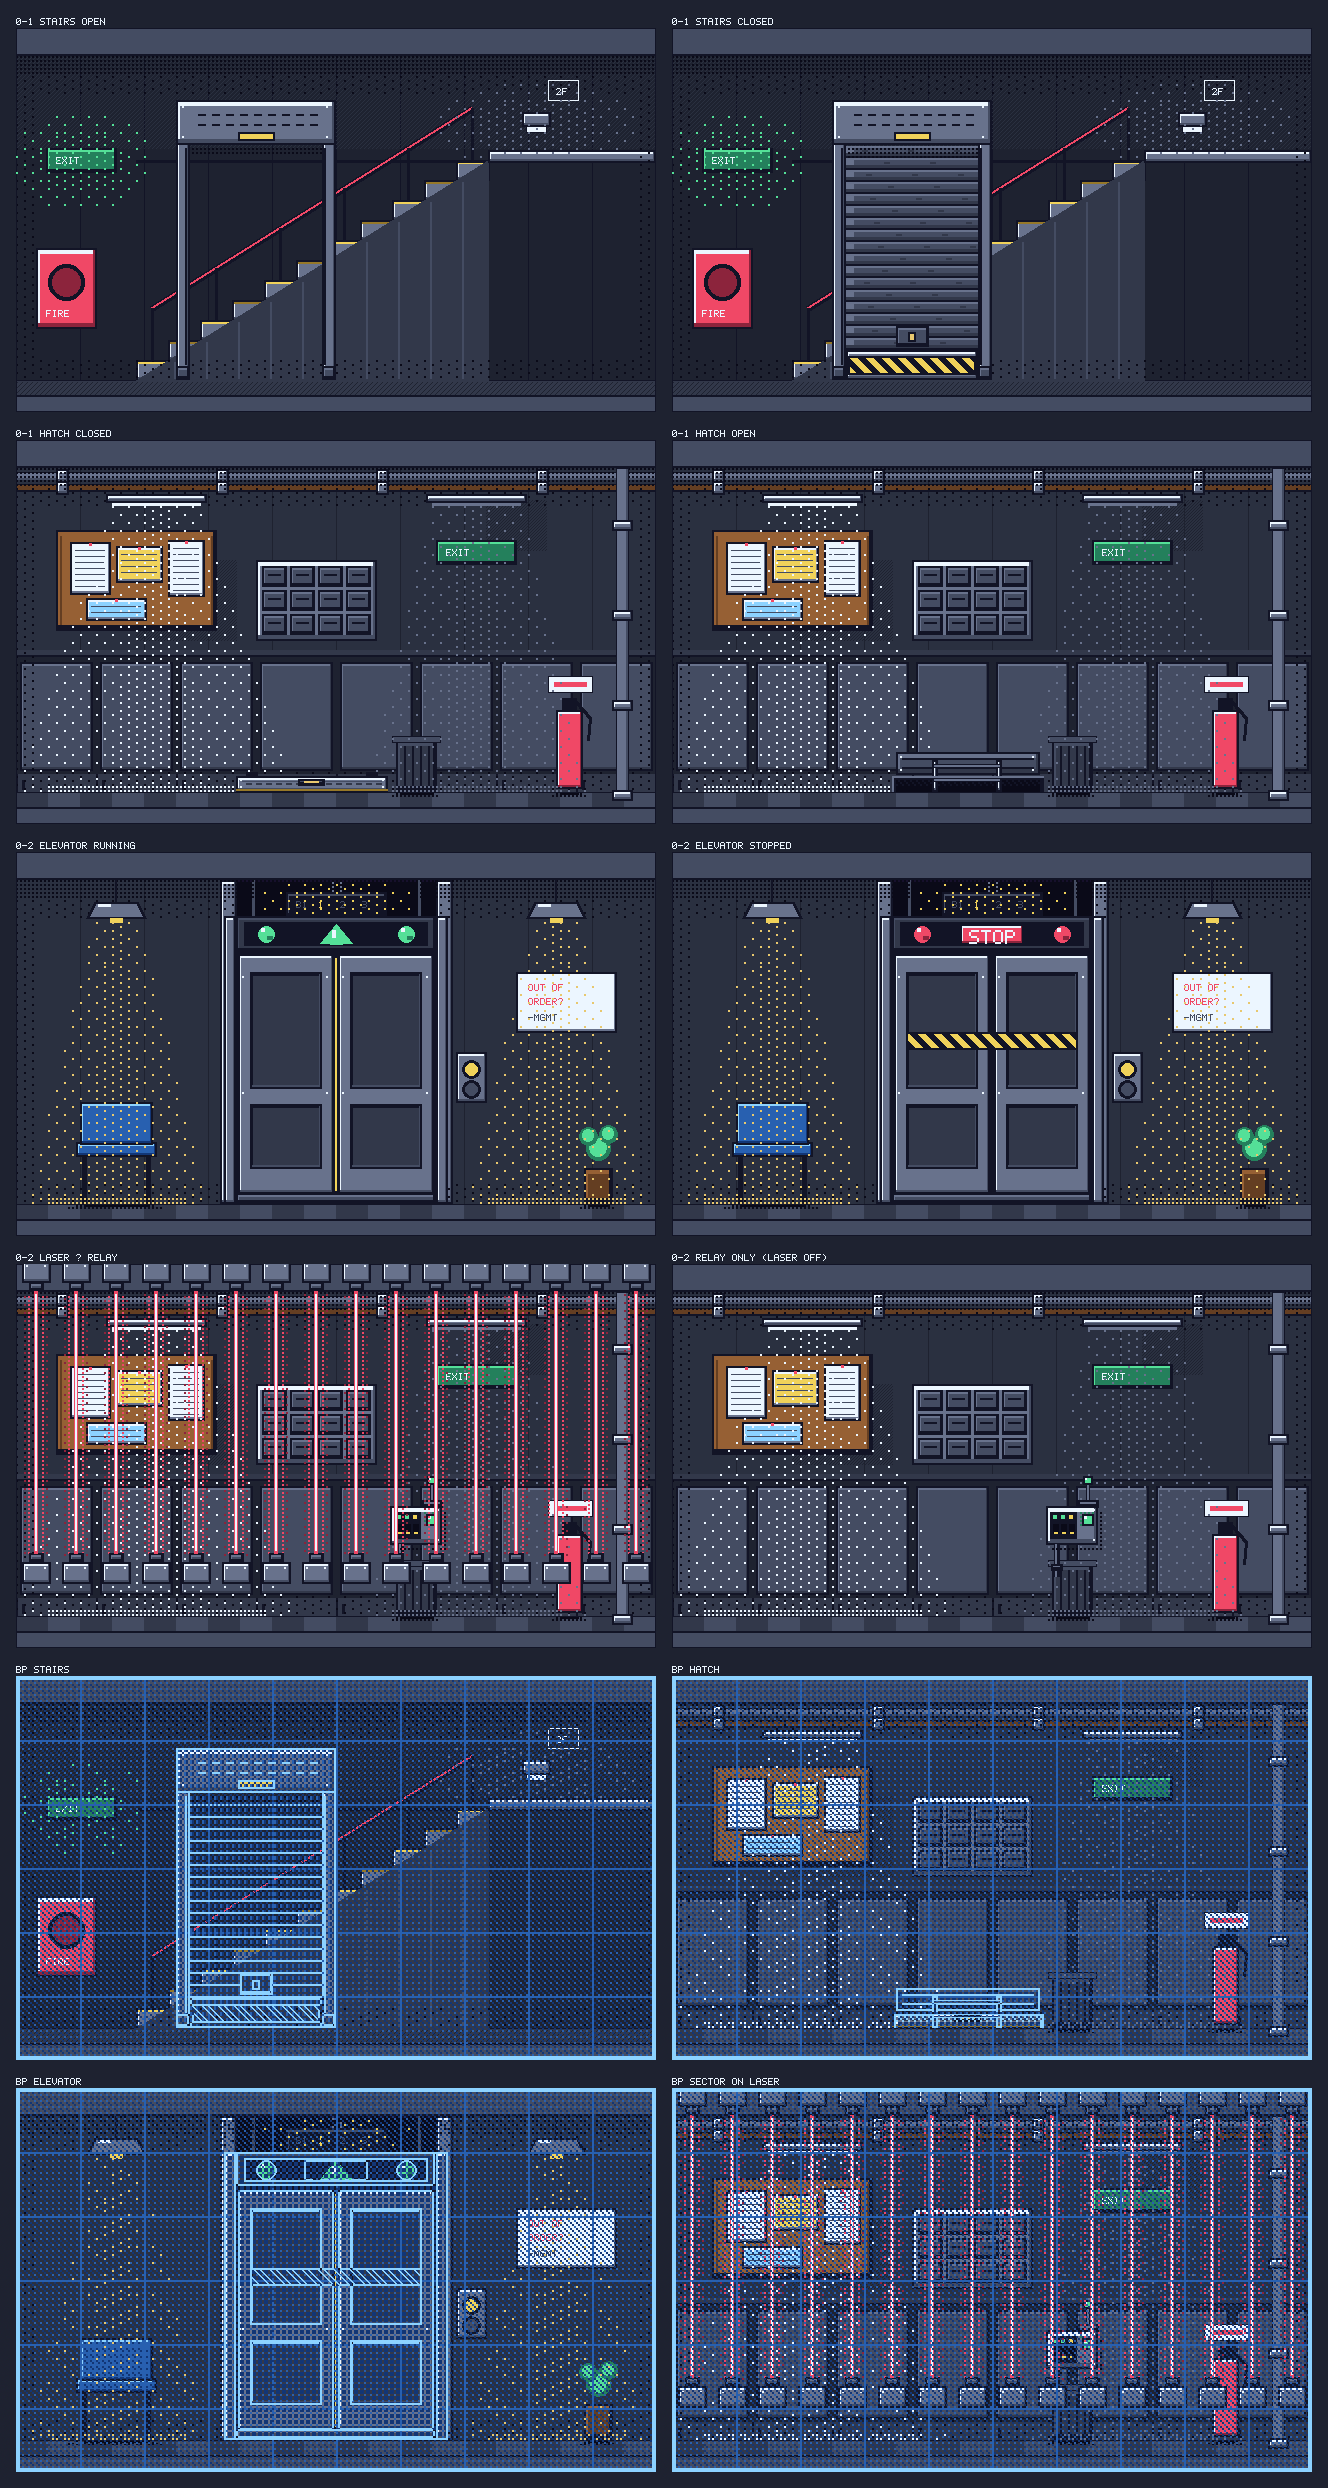 0-1 STAIRS OPEN
0-1 STAIRS CLOSED
2F
EXIT
FIRE
2F
EXIT
FIRE
0-1 HATCH CLOSED
0-1 HATCH OPEN
EXIT
EXIT
0-2 ELEVATOR RUNNING
0-2 ELEVATOR STOPPED
OUT OF
ORDER?
-MGMT
STOP
OUT OF
ORDER?
-MGMT
0-2 LASER ? RELAY
0-2 RELAY ONLY (LASER OFF)
EXIT
EXIT
BP STAIRS
BP HATCH
BP ELEVATOR
BP SECTOR ON LASER